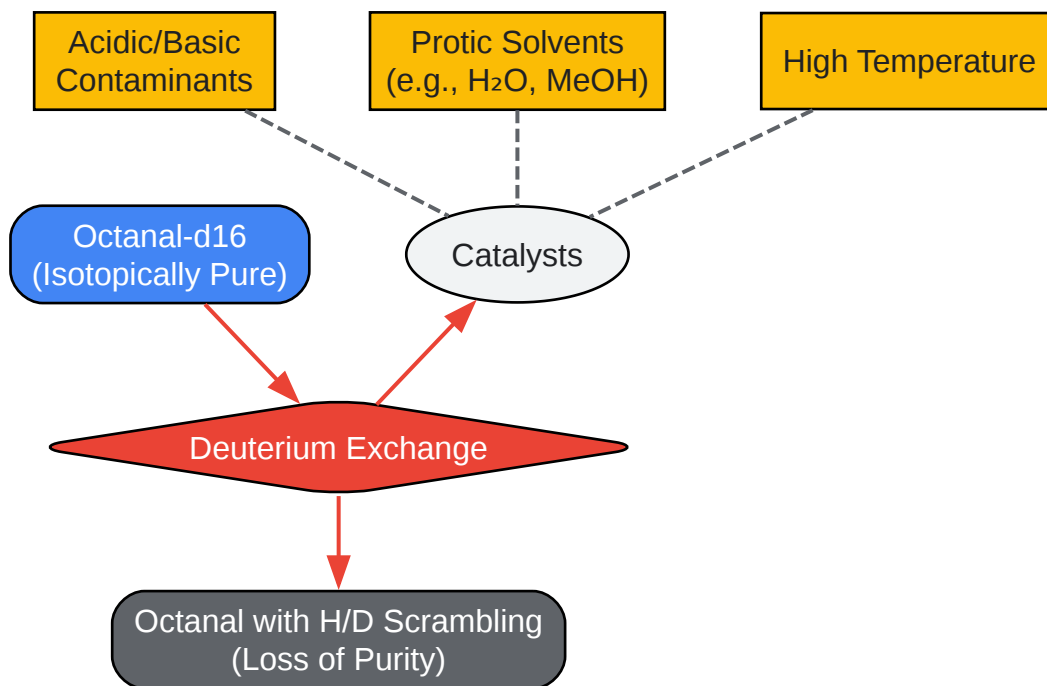 Acidic/Basic
Contaminants
Protic Solvents
(e.g., H₂O, MeOH)
High Temperature
Octanal-d16
(Isotopically Pure)
Catalysts
Deuterium Exchange
Octanal with H/D Scrambling
(Loss of Purity)